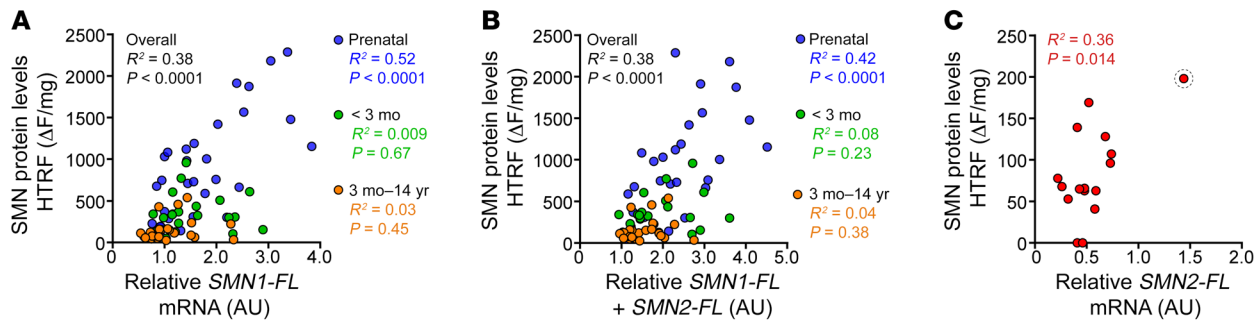 A
SMN protein levels
HTRF (ΔF/mg)
2500
2000
1500
1000
500
0
0
1.0
2.0
3.0
4.0
Relative SMN1-FL
mRNA (AU)
Overall
R² = 0.38
P < 0.0001
Prenatal
R² = 0.52
P < 0.0001
< 3 mo
R² = 0.009
P = 0.67
3 mo–14 yr
R² = 0.03
P = 0.45
B
SMN protein levels
HTRF (ΔF/mg)
2500
2000
1500
1000
500
0
0
1.0
2.0
3.0
4.0
5.0
Relative SMN1-FL
+ SMN2-FL (AU)
Overall
R² = 0.38
P < 0.0001
Prenatal
R² = 0.42
P < 0.0001
< 3 mo
R² = 0.08
P = 0.23
3 mo–14 yr
R² = 0.04
P = 0.38
C
SMN protein levels
HTRF (ΔF/mg)
250
200
150
100
50
0
0
0.5
1.0
1.5
2.0
Relative SMN2-FL
mRNA (AU)
R² = 0.36
P = 0.014